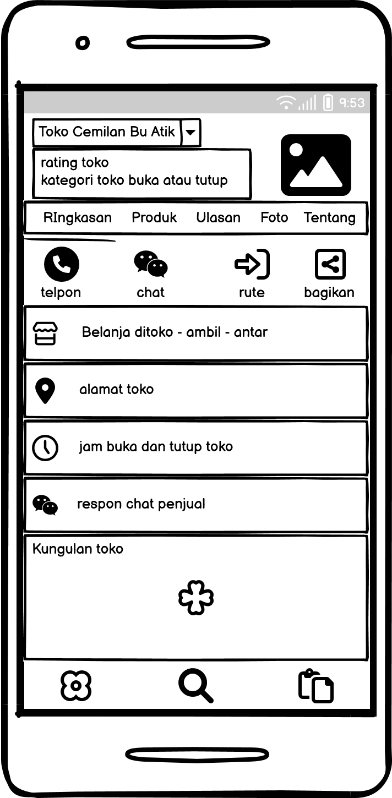 9:53
Toko Cemilan Bu Atik
rating toko
kategori toko buka atau tutup
RIngkasan Produk Ulasan Foto Tentang
telpon chat rute bagikan
Belanja ditoko - ambil - antar
alamat toko
jam buka dan tutup toko
respon chat penjual
Kungulan toko